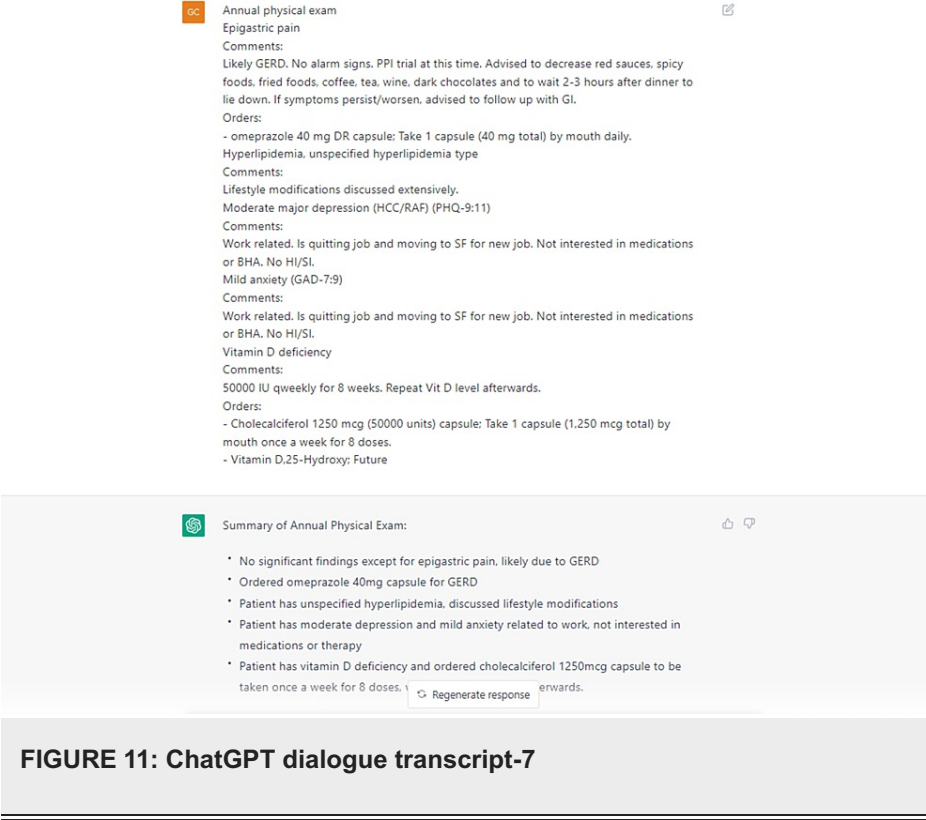 GC
Annual physical exam
Epigastric pain
Comments:
Likely GERD. No alarm signs. PPI trial at this time. Advised to decrease red sauces, spicy
foods, fried foods, coffee, tea, wine, dark chocolates and to wait 2-3 hours after dinner to
lie down. If symptoms persist/worsen, advised to follow up with GI.
Orders:
- omeprazole 40 mg DR capsule; Take 1 capsule (40 mg total) by mouth daily.
Hyperlipidemia, unspecified hyperlipidemia type
Comments:
Lifestyle modifications discussed extensively.
Moderate major depression (HCC/RAF) (PHQ-9:11)
Comments:
Work related. Is quitting job and moving to SF for new job. Not interested in medications
or BHA. No HI/SI.
Mild anxiety (GAD-7:9)
Comments:
Work related. Is quitting job and moving to SF for new job. Not interested in medications
or BHA. No HI/SI.
Vitamin D deficiency
Comments:
50000 IU qweekly for 8 weeks. Repeat Vit D level afterwards.
Orders:
- Cholecalciferol 1250 mcg (50000 units) capsule; Take 1 capsule (1,250 mcg total) by
mouth once a week for 8 doses.
- Vitamin D,25-Hydroxy; Future
Summary of Annual Physical Exam:
• No significant findings except for epigastric pain, likely due to GERD
• Ordered omeprazole 40mg capsule for GERD
• Patient has unspecified hyperlipidemia, discussed lifestyle modifications
• Patient has moderate depression and mild anxiety related to work, not interested in
medications or therapy
• Patient has vitamin D deficiency and ordered cholecalciferol 1250mcg capsule to be
taken once a week for 8 doses, erwards.
Regenerate response
FIGURE 11: ChatGPT dialogue transcript-7